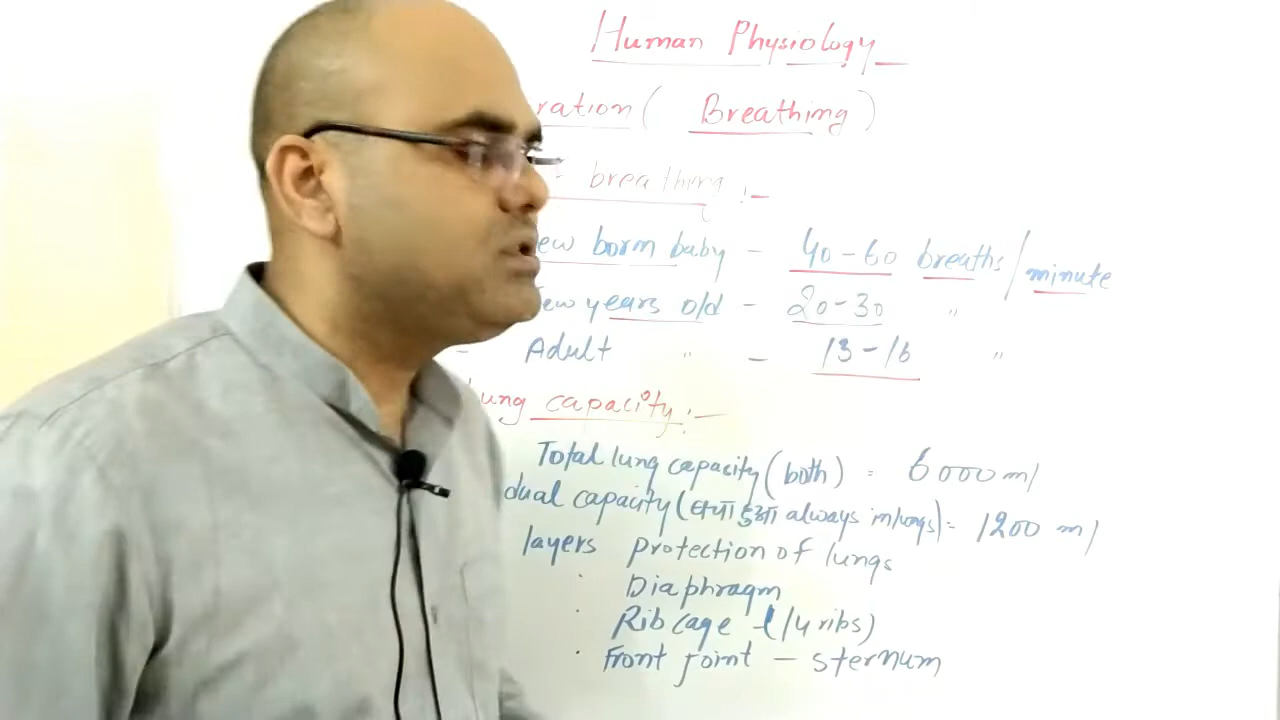 Human Physiology
ration ( Breathing )
breathing :-
ew born baby - 40-60 breaths/minute
ew years old - 20-30 "
- Adult " - 13-16 "
ung capacity :-
Total lung capacity (both) = 6000 ml
dual capacity ( always in lungs) = 1200 ml
layers protection of lungs
Diaphragm
Rib cage ribs)
Front joint - sternum